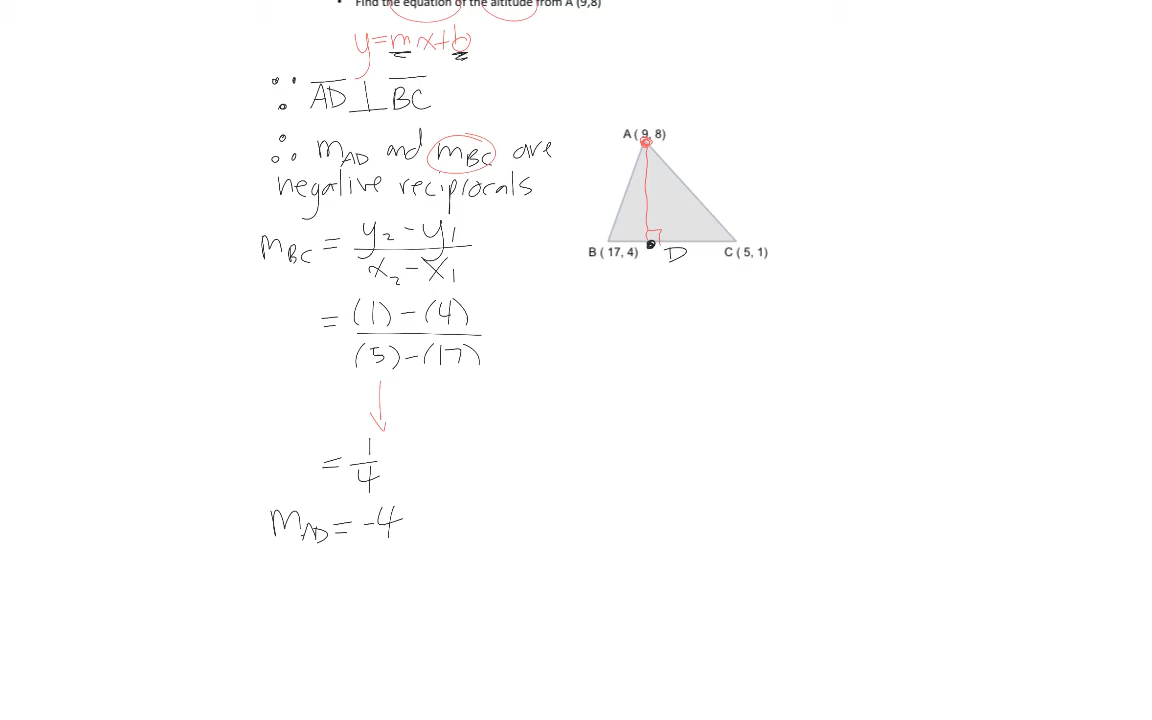 • Find the equation of the altitude from A (9,8)
y=mx+b
∵ AD ⊥ BC
∴ mAD and mBC are
negative reciprocals
mBC = y2 - y1 / x2 - x1
= (1) - (4) / (5) - (17)
= 1/4
mAD = -4
A ( 9, 8)
B ( 17, 4)
D
C ( 5, 1)